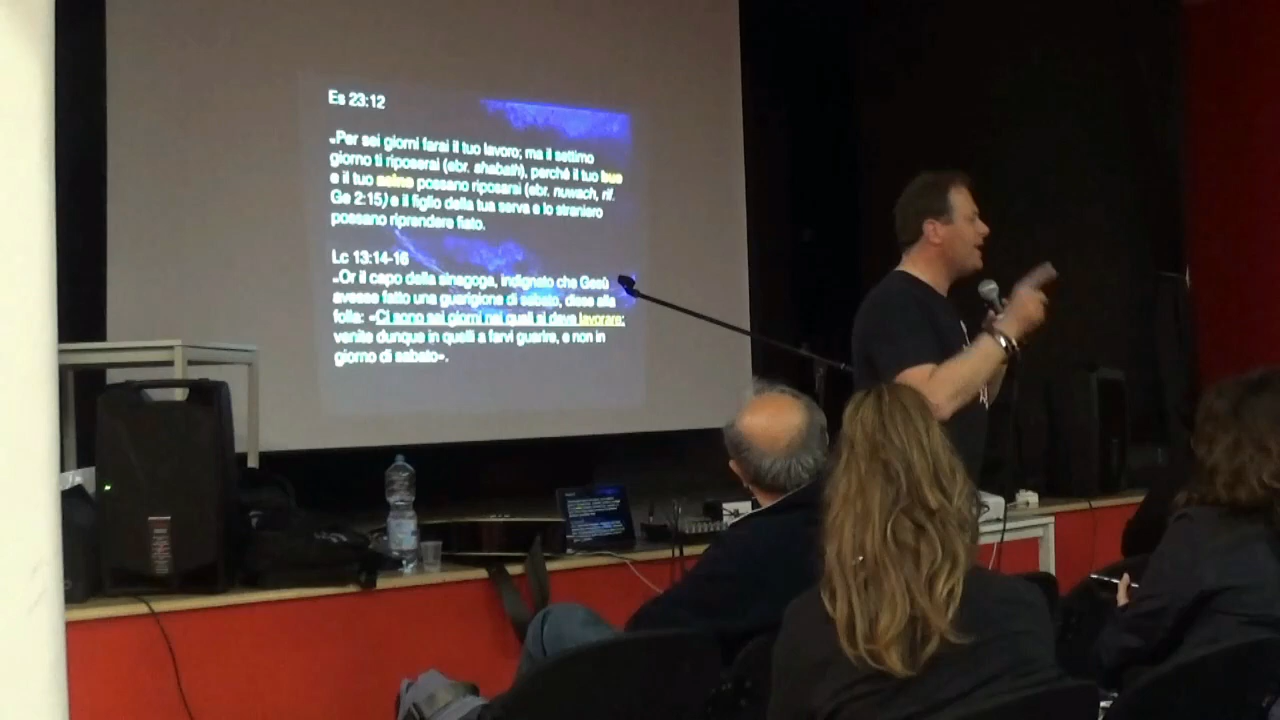 Es 23:12
„Per sei giorni farai il tuo lavoro; ma il settimo
giorno ti riposerai (ebr. shabath), perché il tuo bue
e il tuo asino possano riposarsi (ebr. nuwach, rif.
Ge 2:15) e il figlio della tua serva e lo straniero
possano riprendere fiato.
Lc 13:14-16
„Or il capo della sinagoga, indignato che Gesù
avesse fatto una guarigione di sabato, disse alla
folla: «Ci sono sei giorni nei quali si deve lavorare;
venite dunque in quelli a farvi guarire, e non in
giorno di sabato».